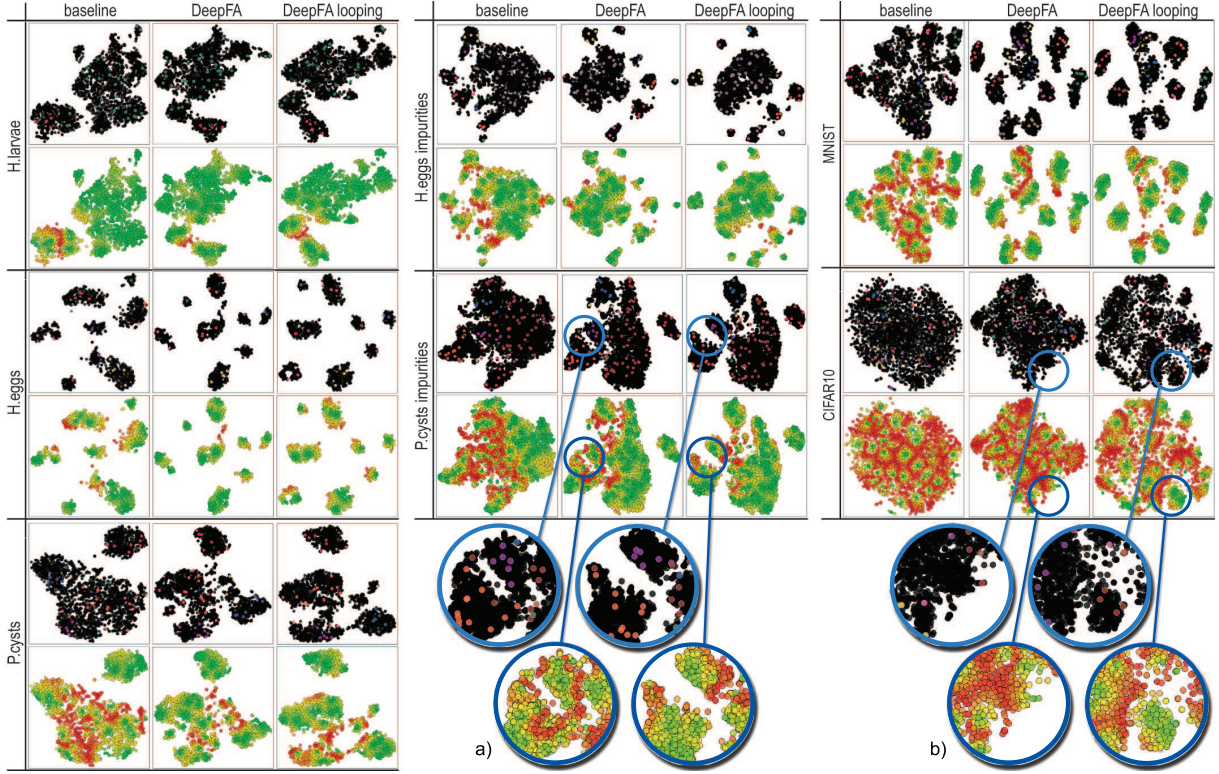 baseline DeepFA DeepFA looping
H.larvae
H.eggs
P.cysts
baseline DeepFA DeepFA looping
H.eggs impurities
P.cysts impurities
a)
baseline DeepFA DeepFA looping
MNIST
CIFAR10
b)